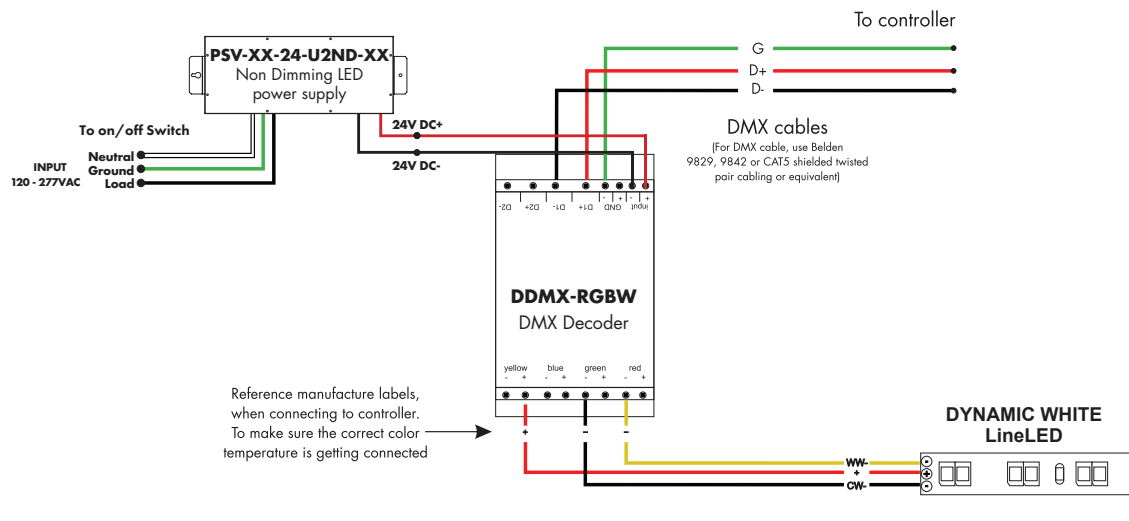 To controller
PSV-XX-24-U2ND-XX
Non Dimming LED
power supply
G
D+
D-
To on/off Switch
24V DC+
24V DC-
DMX cables
(For DMX cable, use Belden
9829, 9842 or CAT5 shielded twisted
pair cabling or equivalent)
INPUT
120 - 277VAC
Neutral
Ground
Load
- + - +
D2- D2+ D1- D1+ GND input
DDMX-RGBW
DMX Decoder
yellow blue green red
- + - + - + - +
Reference manufacture labels,
when connecting to controller.
To make sure the correct color
temperature is getting connected
+ - -
DYNAMIC WHITE
LineLED
WW- -
+ +
CW- -